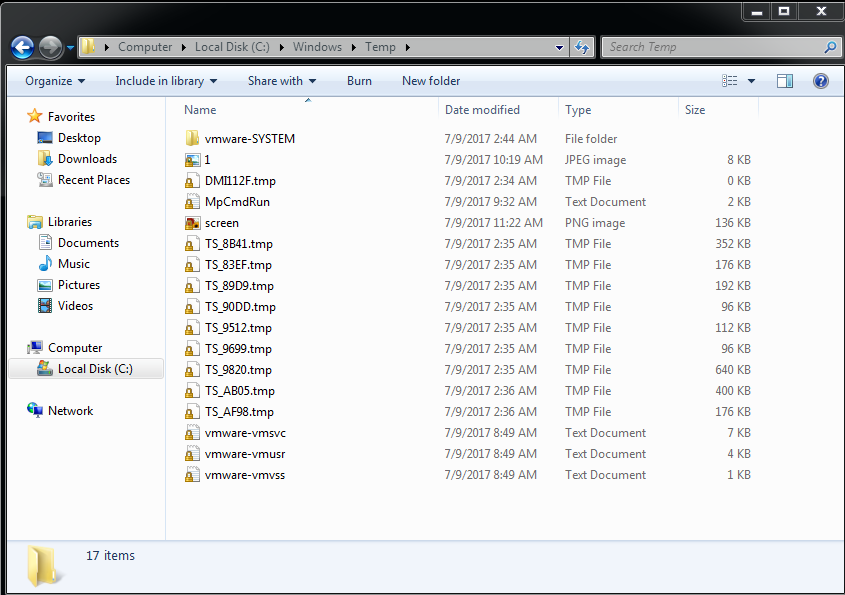 Computer Local Disk (C:) Windows Temp Search Temp
Organize Include in library Share with Burn New folder
Favorites
Desktop
Downloads
Recent Places
Libraries
Documents
Music
Pictures
Videos
Computer
Local Disk (C:)
Network
Name Date modified Type Size
vmware-SYSTEM 7/9/2017 2:44 AM File folder
1 7/9/2017 10:19 AM JPEG image 8 KB
DMI112F.tmp 7/9/2017 2:34 AM TMP File 0 KB
MpCmdRun 7/9/2017 9:32 AM Text Document 2 KB
screen 7/9/2017 11:22 AM PNG image 136 KB
TS_8B41.tmp 7/9/2017 2:35 AM TMP File 352 KB
TS_83EF.tmp 7/9/2017 2:35 AM TMP File 176 KB
TS_89D9.tmp 7/9/2017 2:35 AM TMP File 192 KB
TS_90DD.tmp 7/9/2017 2:35 AM TMP File 96 KB
TS_9512.tmp 7/9/2017 2:35 AM TMP File 112 KB
TS_9699.tmp 7/9/2017 2:35 AM TMP File 96 KB
TS_9820.tmp 7/9/2017 2:35 AM TMP File 640 KB
TS_AB05.tmp 7/9/2017 2:36 AM TMP File 400 KB
TS_AF98.tmp 7/9/2017 2:36 AM TMP File 176 KB
vmware-vmsvc 7/9/2017 8:49 AM Text Document 7 KB
vmware-vmusr 7/9/2017 8:49 AM Text Document 4 KB
vmware-vmvss 7/9/2017 8:49 AM Text Document 1 KB
17 items